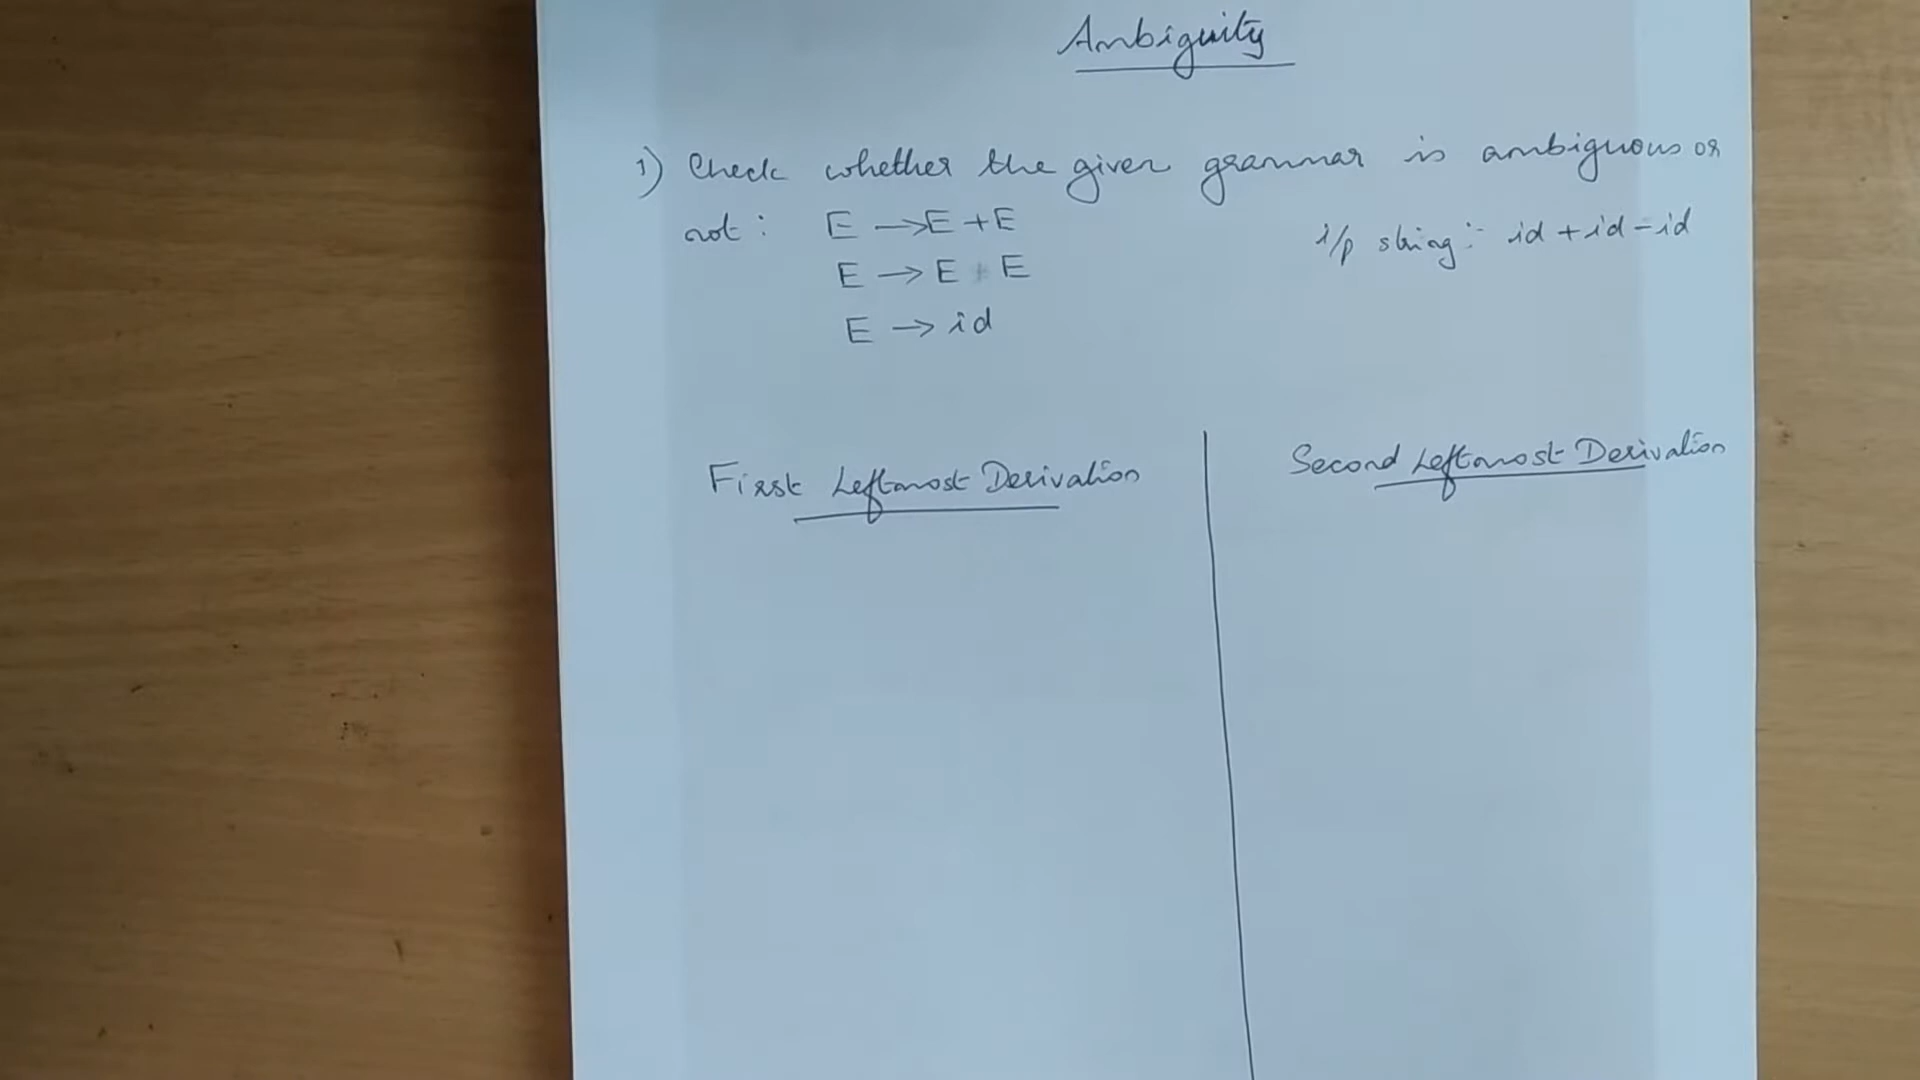 Ambiguity
1) Check whether the given grammar is ambiguous or
not : E → E + E i/p string :- id + id - id
E → E E
E → id
First Leftmost Derivation
Second Leftmost Derivation